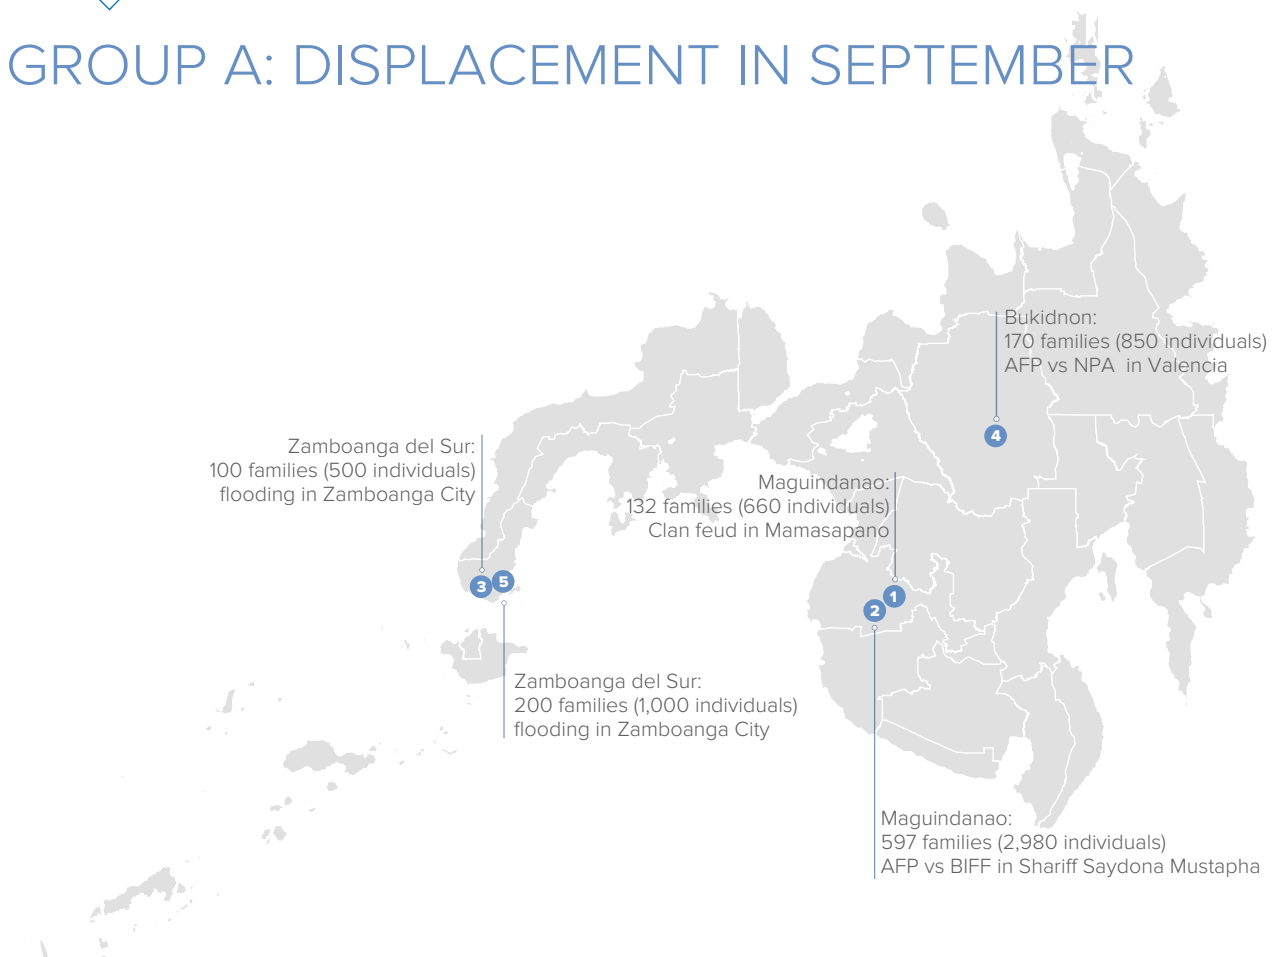 GROUP A: DISPLACEMENT IN SEPTEMBER
Bukidnon:
170 families (850 individuals)
AFP vs NPA  in Valencia
4
Zamboanga del Sur:
100 families (500 individuals)
flooding in Zamboanga City
Maguindanao:
132 families (660 individuals)
Clan feud in Mamasapano
3
5
1
2
Zamboanga del Sur:
200 families (1,000 individuals)
flooding in Zamboanga City
Maguindanao:
597 families (2,980 individuals)
AFP vs BIFF in Shariff Saydona Mustapha